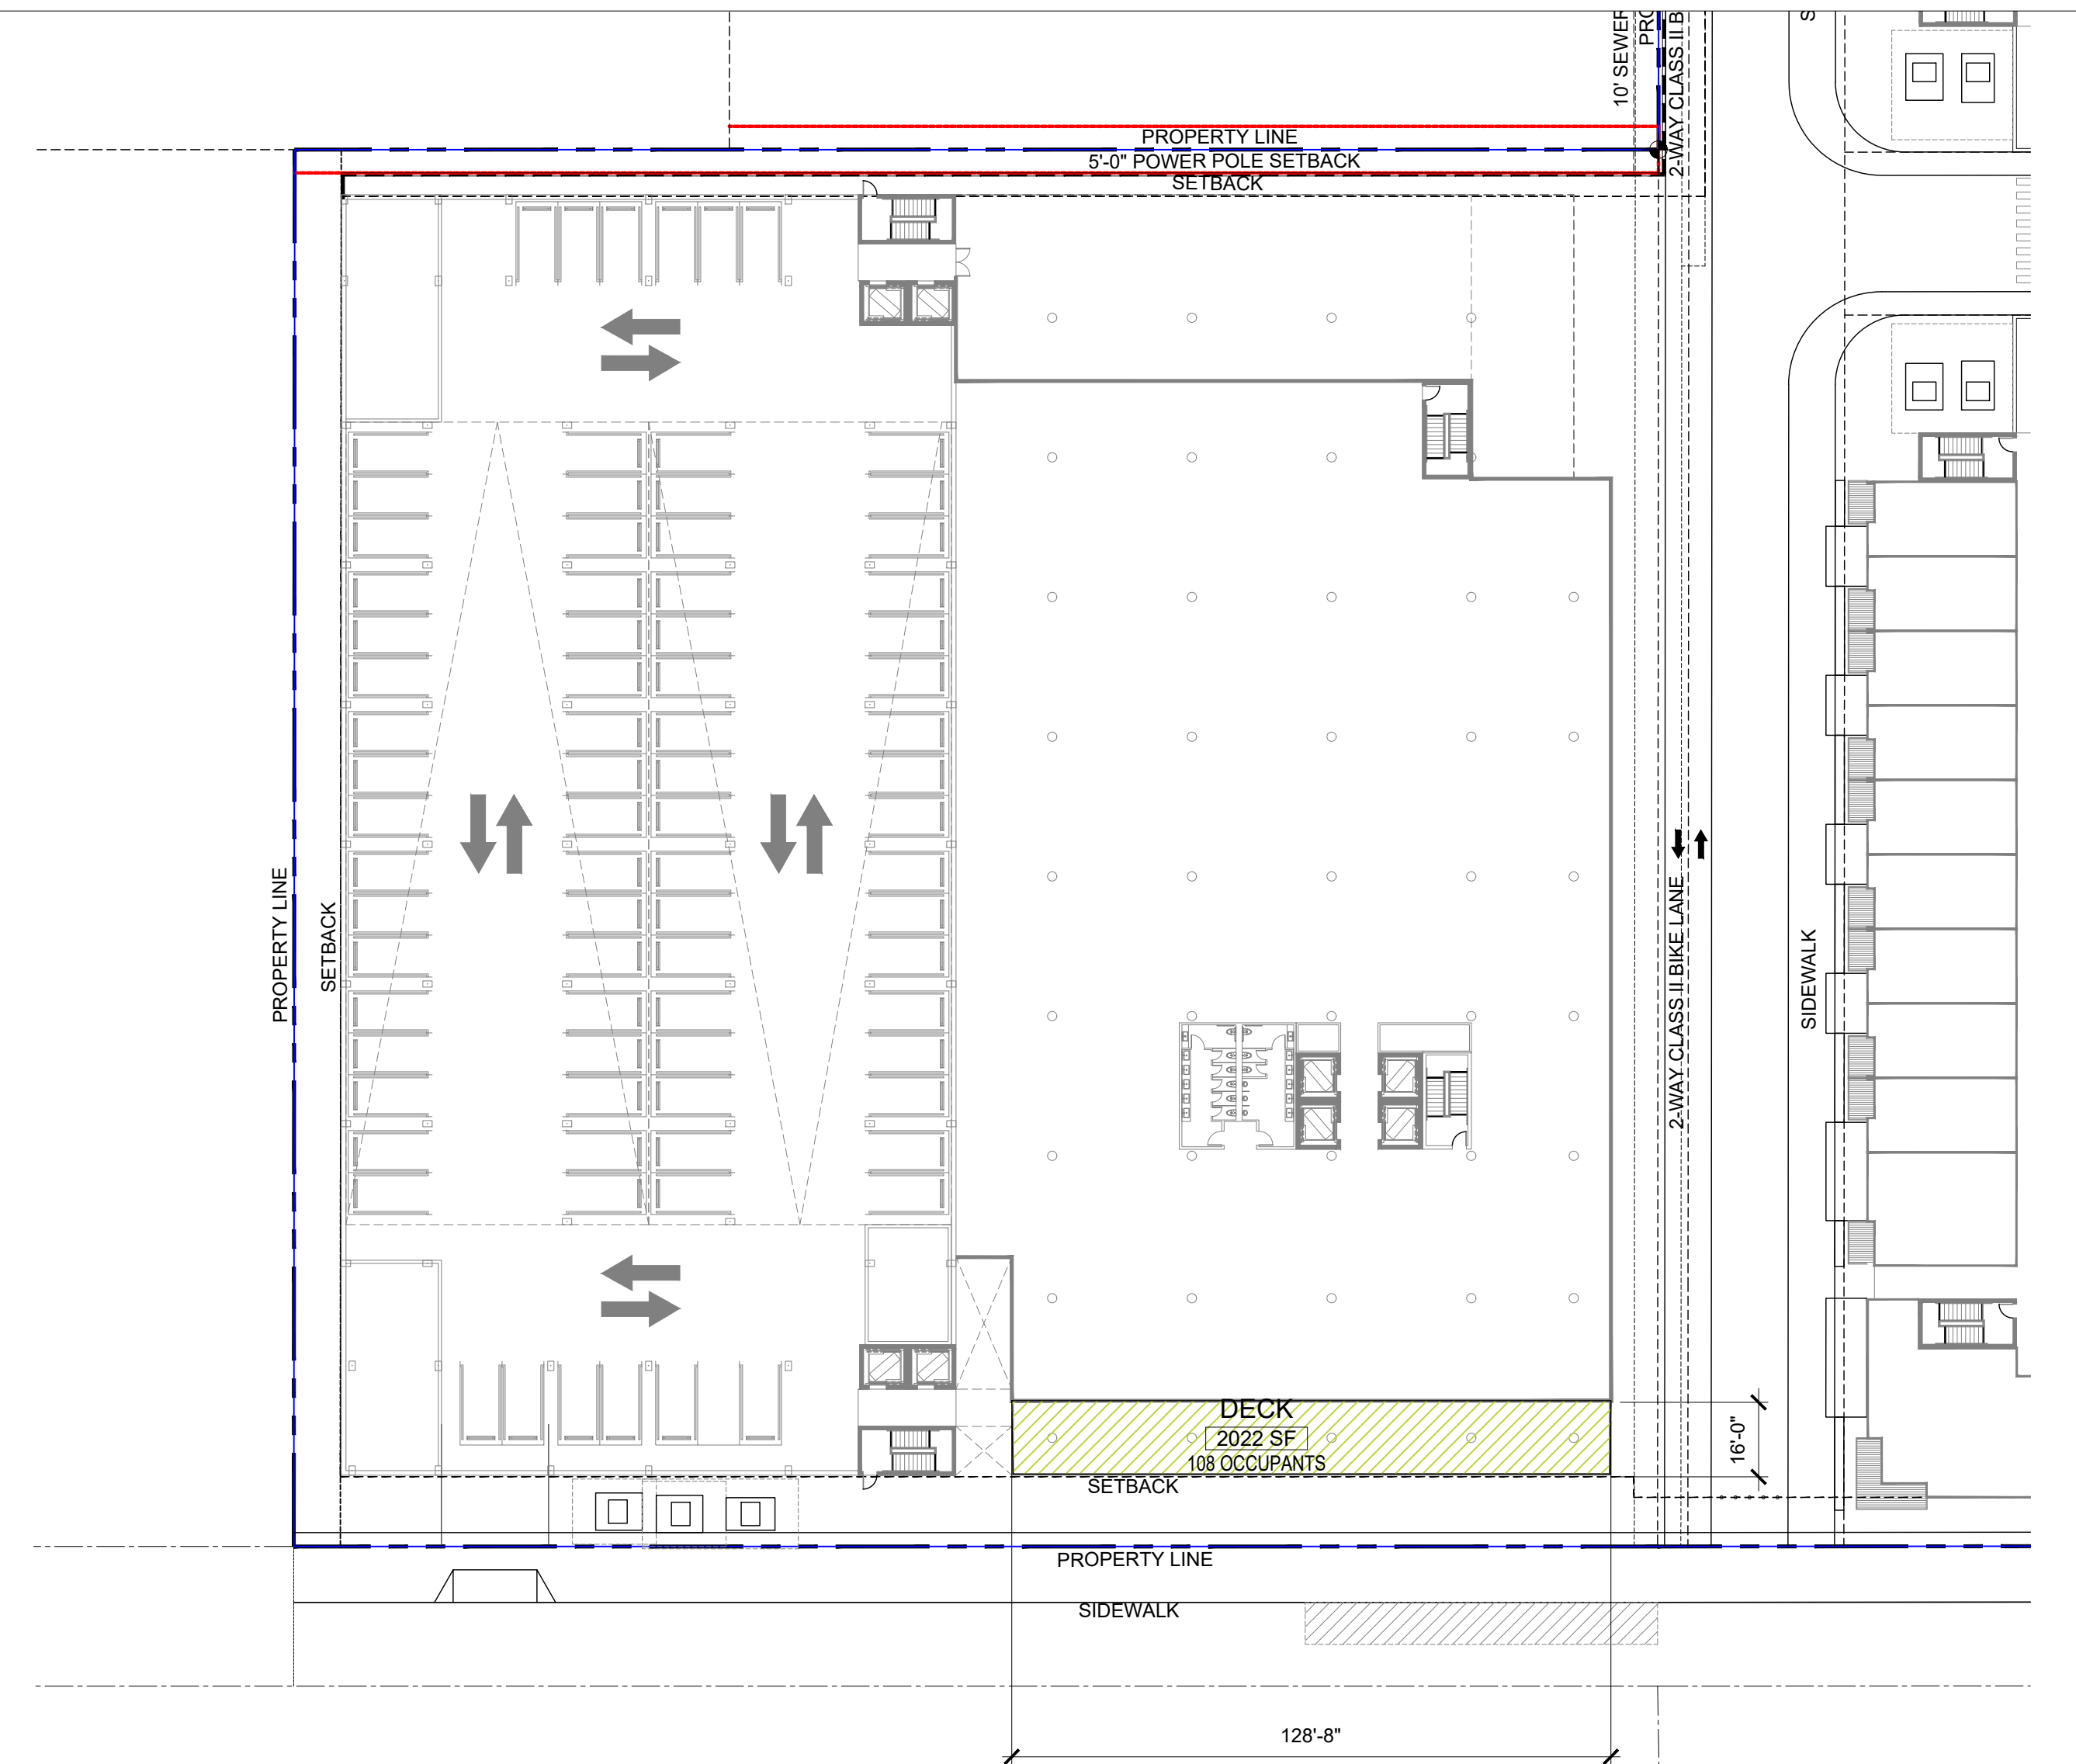 10' SEWER
PRO
2-WAY CLASS II B
S
PROPERTY LINE
5'-0" POWER POLE SETBACK
SETBACK
PROPERTY LINE
SETBACK
2-WAY CLASS II BIKE LANE
SIDEWALK
DECK
2022 SF
108 OCCUPANTS
16'-0"
SETBACK
PROPERTY LINE
SIDEWALK
128'-8"